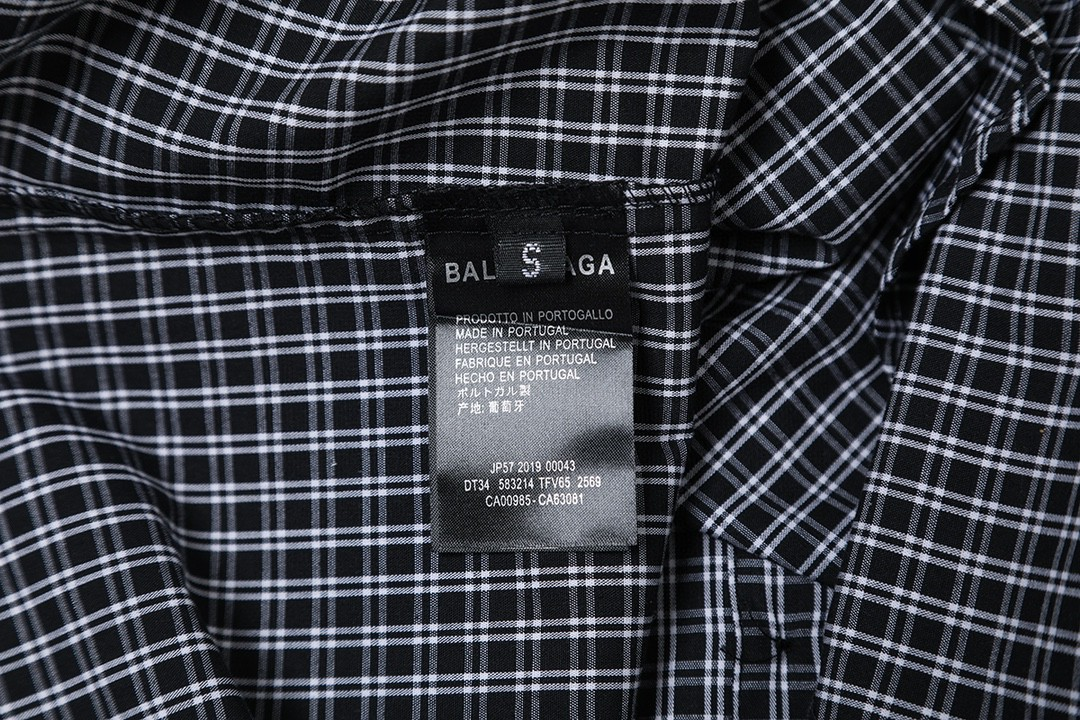 BAL S AGA
PRODOTTO IN PORTOGALLO
MADE IN PORTUGAL
HERGESTELLT IN PORTUGAL
FABRIQUE EN PORTUGAL
HECHO EN PORTUGAL
ポルトガル製
产地: 葡萄牙
JP57 2019 00043
DT34 583214 TFV65 2569
CA00985-CA63081